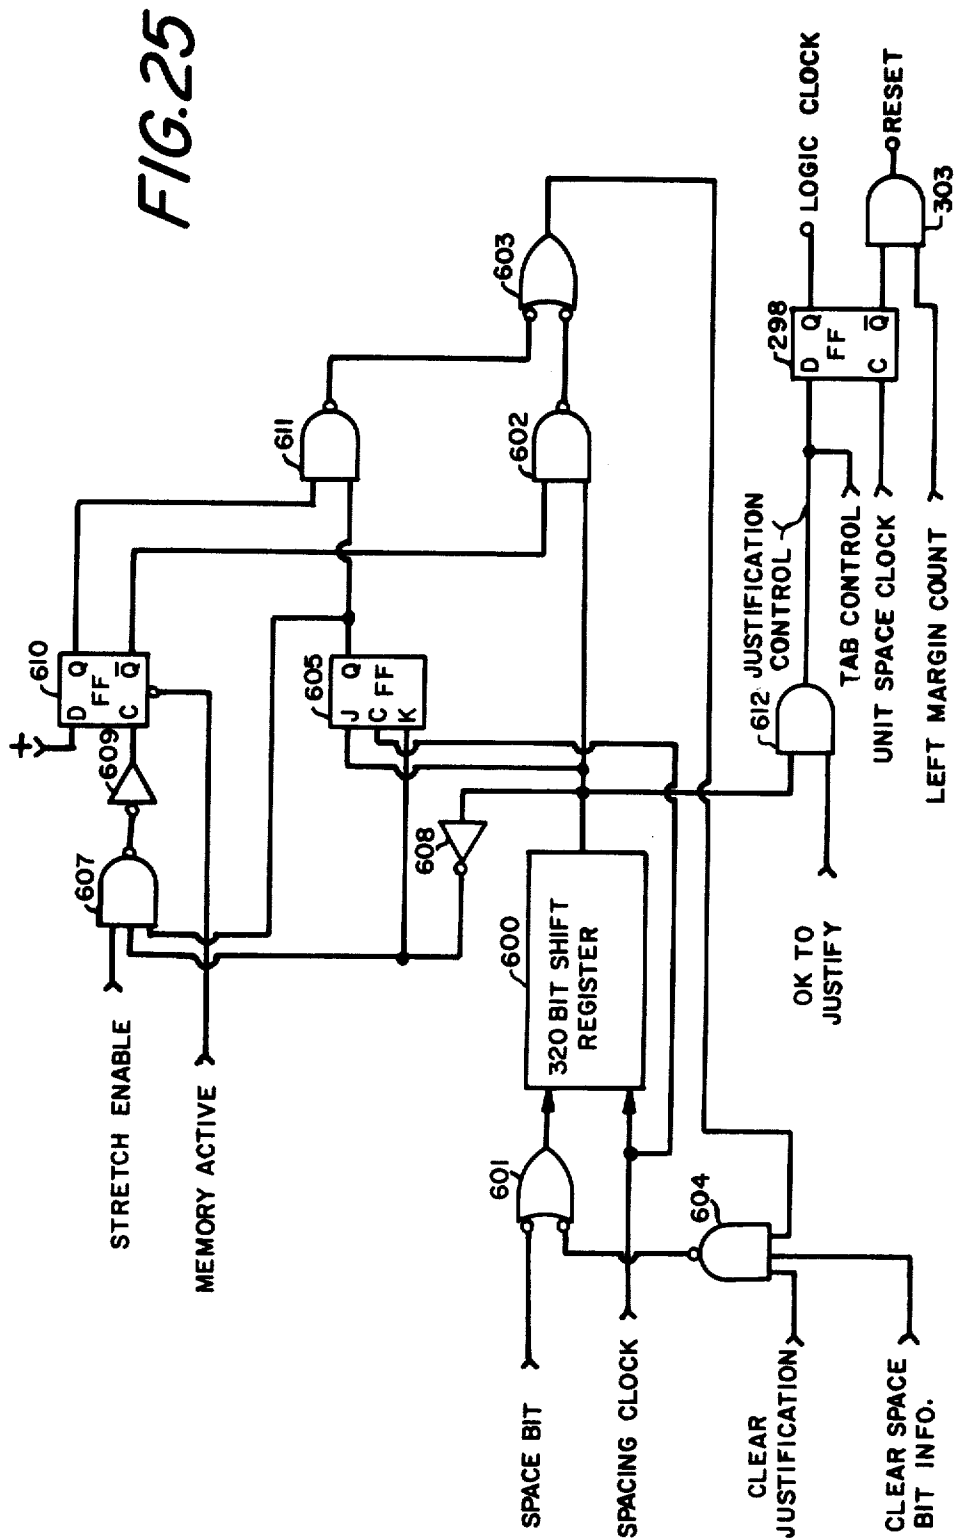 FIG.25
STRETCH ENABLE
MEMORY ACTIVE
607
609
+
610
D
Q
FF
C
Q̅
611
605
J
Q
C
FF
K
608
602
603
600
320 BIT SHIFT
REGISTER
601
604
SPACE BIT
SPACING CLOCK
CLEAR
JUSTIFICATION
CLEAR SPACE
BIT INFO.
OK TO
JUSTIFY
612
JUSTIFICATION
CONTROL
TAB CONTROL
UNIT SPACE CLOCK
LEFT MARGIN COUNT
298
D
Q
FF
C
Q̅
LOGIC CLOCK
RESET
303